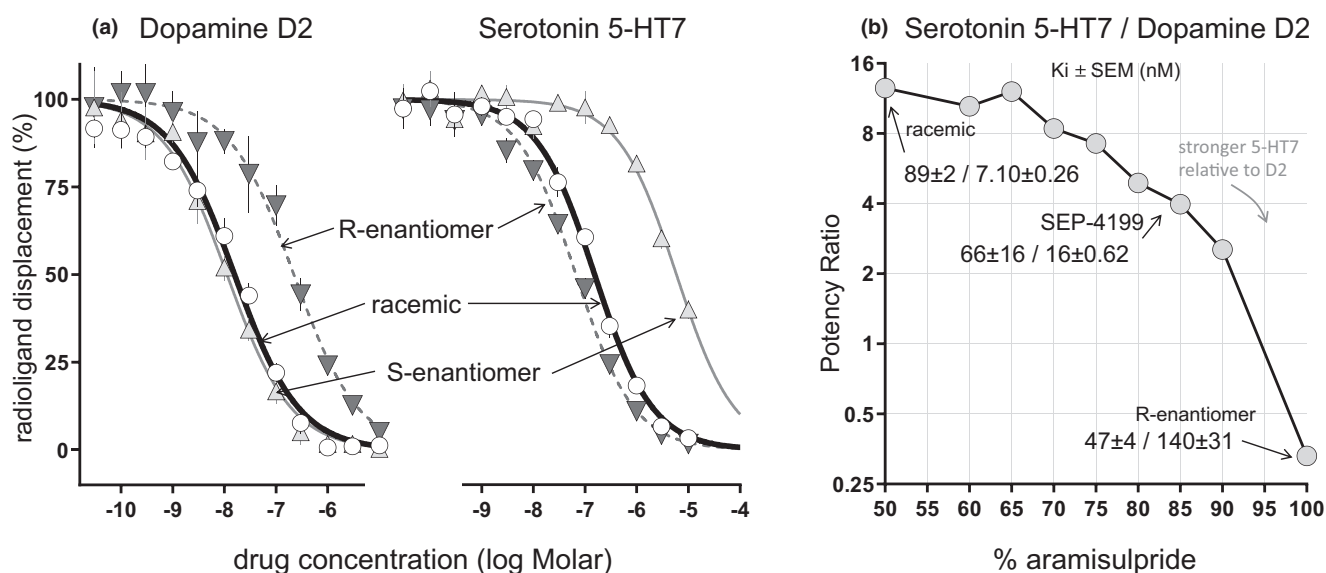 (a) Dopamine D2
Serotonin 5-HT7
radioligand displacement (%)
100
75
50
25
0
R-enantiomer
racemic
S-enantiomer
-10 -9 -8 -7 -6
-9 -8 -7 -6 -5 -4
drug concentration (log Molar)
(b) Serotonin 5-HT7 / Dopamine D2
Potency Ratio
16
8
4
2
1
0.5
0.25
Ki ± SEM (nM)
racemic
89±2 / 7.10±0.26
stronger 5-HT7
relative to D2
SEP-4199
66±16 / 16±0.62
R-enantiomer
47±4 / 140±31
50 55 60 65 70 75 80 85 90 95 100
% aramisulpride